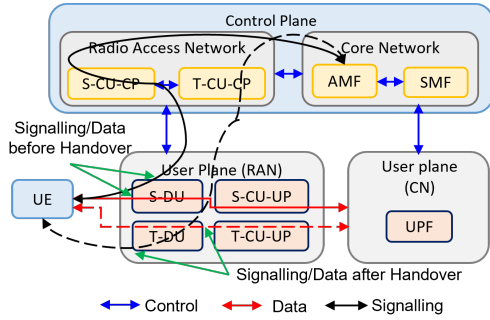 Control Plane
Radio Access Network
Core Network
S-CU-CP
T-CU-CP
AMF
SMF
Signalling/Data
before Handover
User Plane (RAN)
User plane
(CN)
UE
S-DU
S-CU-UP
UPF
T-DU
T-CU-UP
Signalling/Data after Handover
Control
Data
Signalling